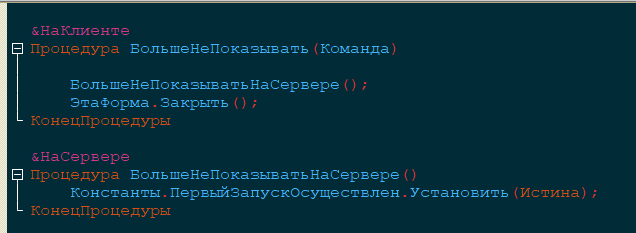 &НаКлиенте
Процедура БольшеНеПоказывать(Команда)
БольшеНеПоказыватьНаСервере();
ЭтаФорма.Закрыть();
КонецПроцедуры
&НаСервере
Процедура БольшеНеПоказыватьНаСервере()
Константы.ПервыйЗапускОсуществлен.Установить(Истина);
КонецПроцедуры